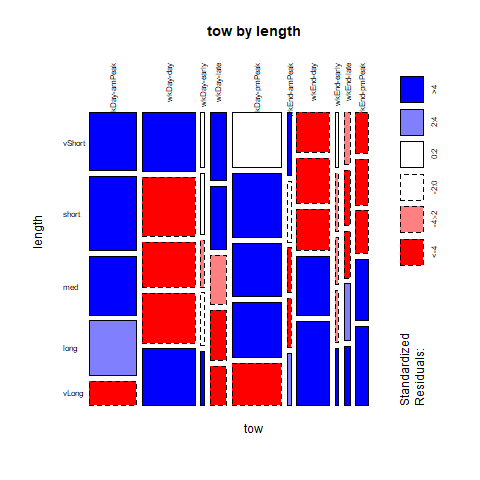 tow by length
kDay-amPeak
wkDay-day
wkDay-early
wkDay-late
kDay-pmPeak
kEnd-amPeak
wkEnd-day
wkEnd-early
wkEnd-late
kEnd-pmPeak
vShort
short
med
long
vLong
length
tow
>4
2:4
0:2
-2:0
-4:-2
<-4
Standardized
Residuals: